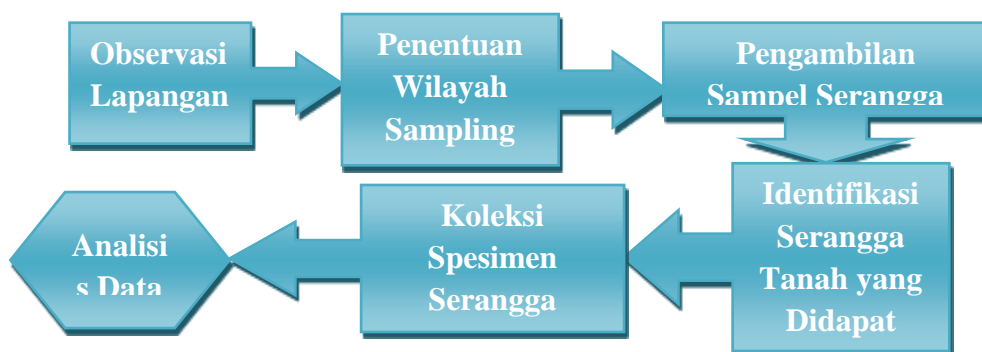 Observasi
Lapangan
Penentuan
Wilayah
Sampling
Pengambilan
Sampel Serangga
Identifikasi
Serangga
Tanah yang
Didapat
Koleksi
Spesimen
Serangga
Analisi
s Data